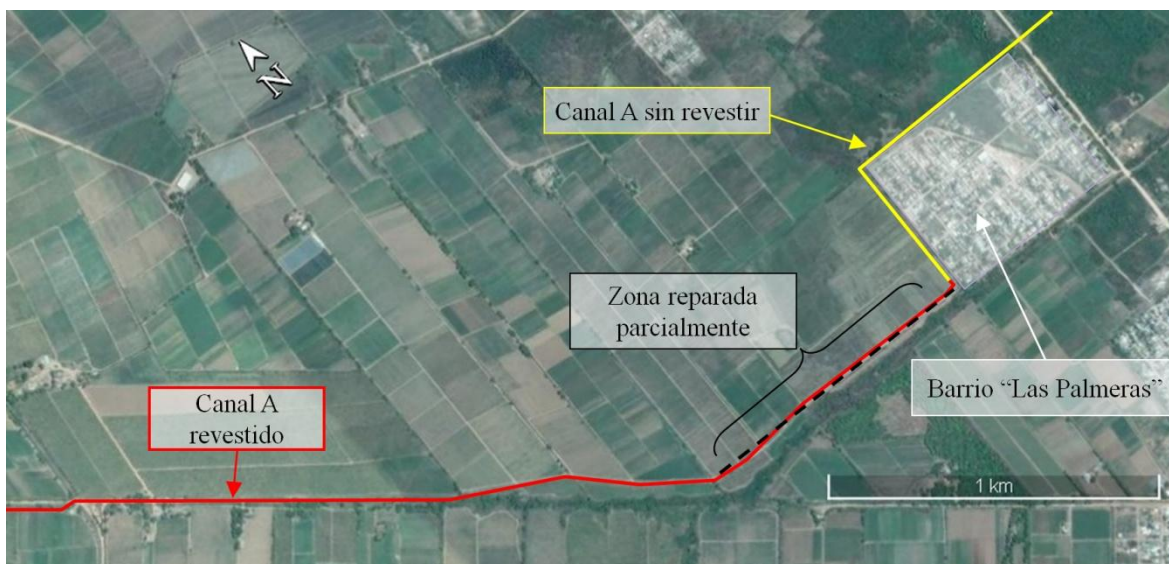 N
Canal A sin revestir
Zona reparada
parcialmente
Barrio “Las Palmeras”
Canal A
revestido
1 km